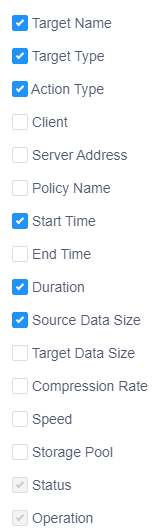 Target Name
Target Type
Action Type
Client
Server Address
Policy Name
Start Time
End Time
Duration
Source Data Size
Target Data Size
Compression Rate
Speed
Storage Pool
Status
Operation